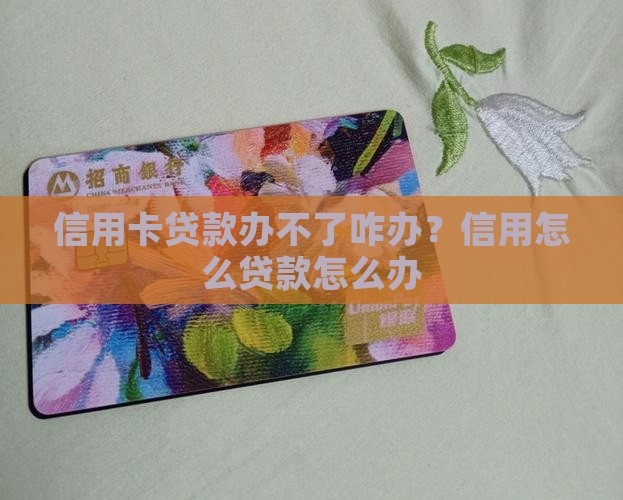 招商银行
CHINA MERCHANTS BANK
信用卡贷款办不了咋办？信用怎
么贷款怎么办
UnionPay
银联